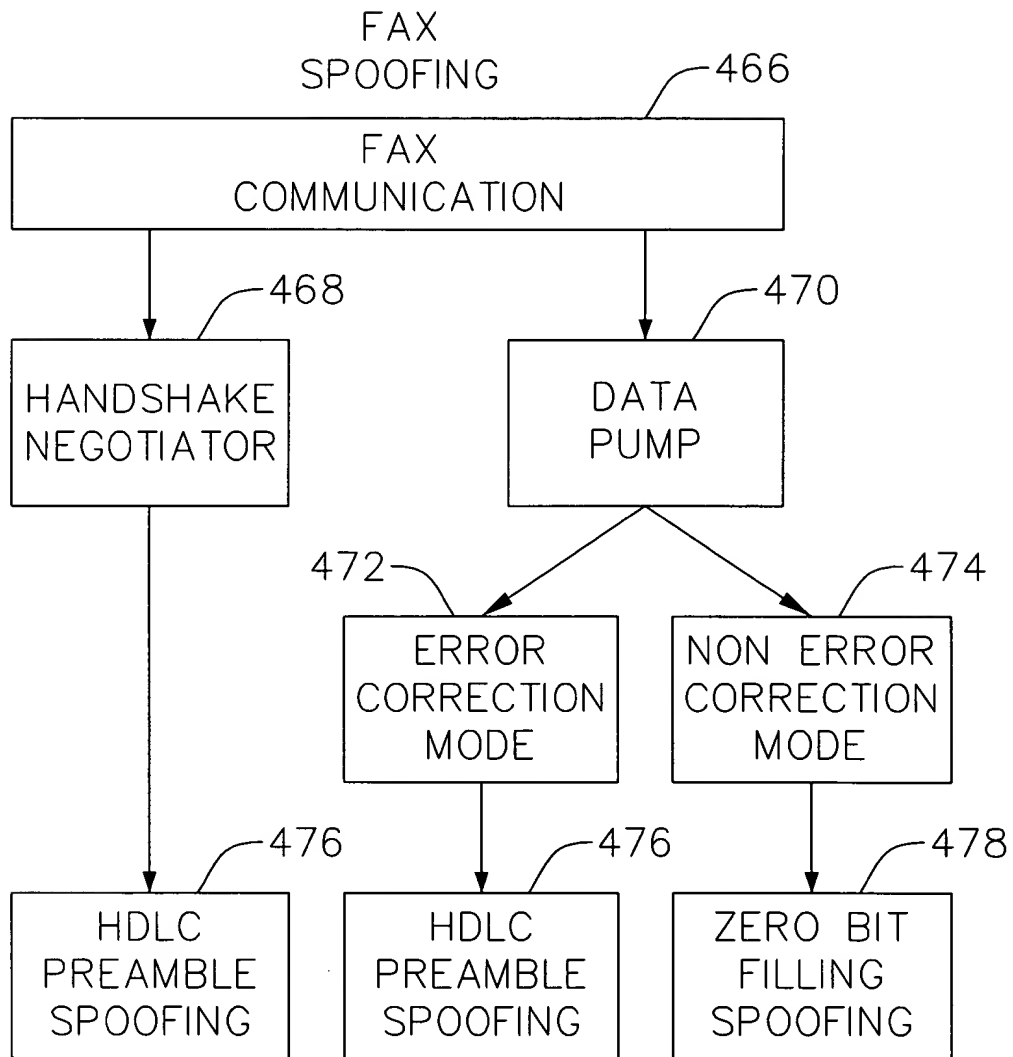 FAX
SPOOFING
466
FAX
COMMUNICATION
468
470
HANDSHAKE
NEGOTIATOR
DATA
PUMP
472
474
ERROR
CORRECTION
MODE
NON ERROR
CORRECTION
MODE
476
476
478
HDLC
PREAMBLE
SPOOFING
HDLC
PREAMBLE
SPOOFING
ZERO BIT
FILLING
SPOOFING